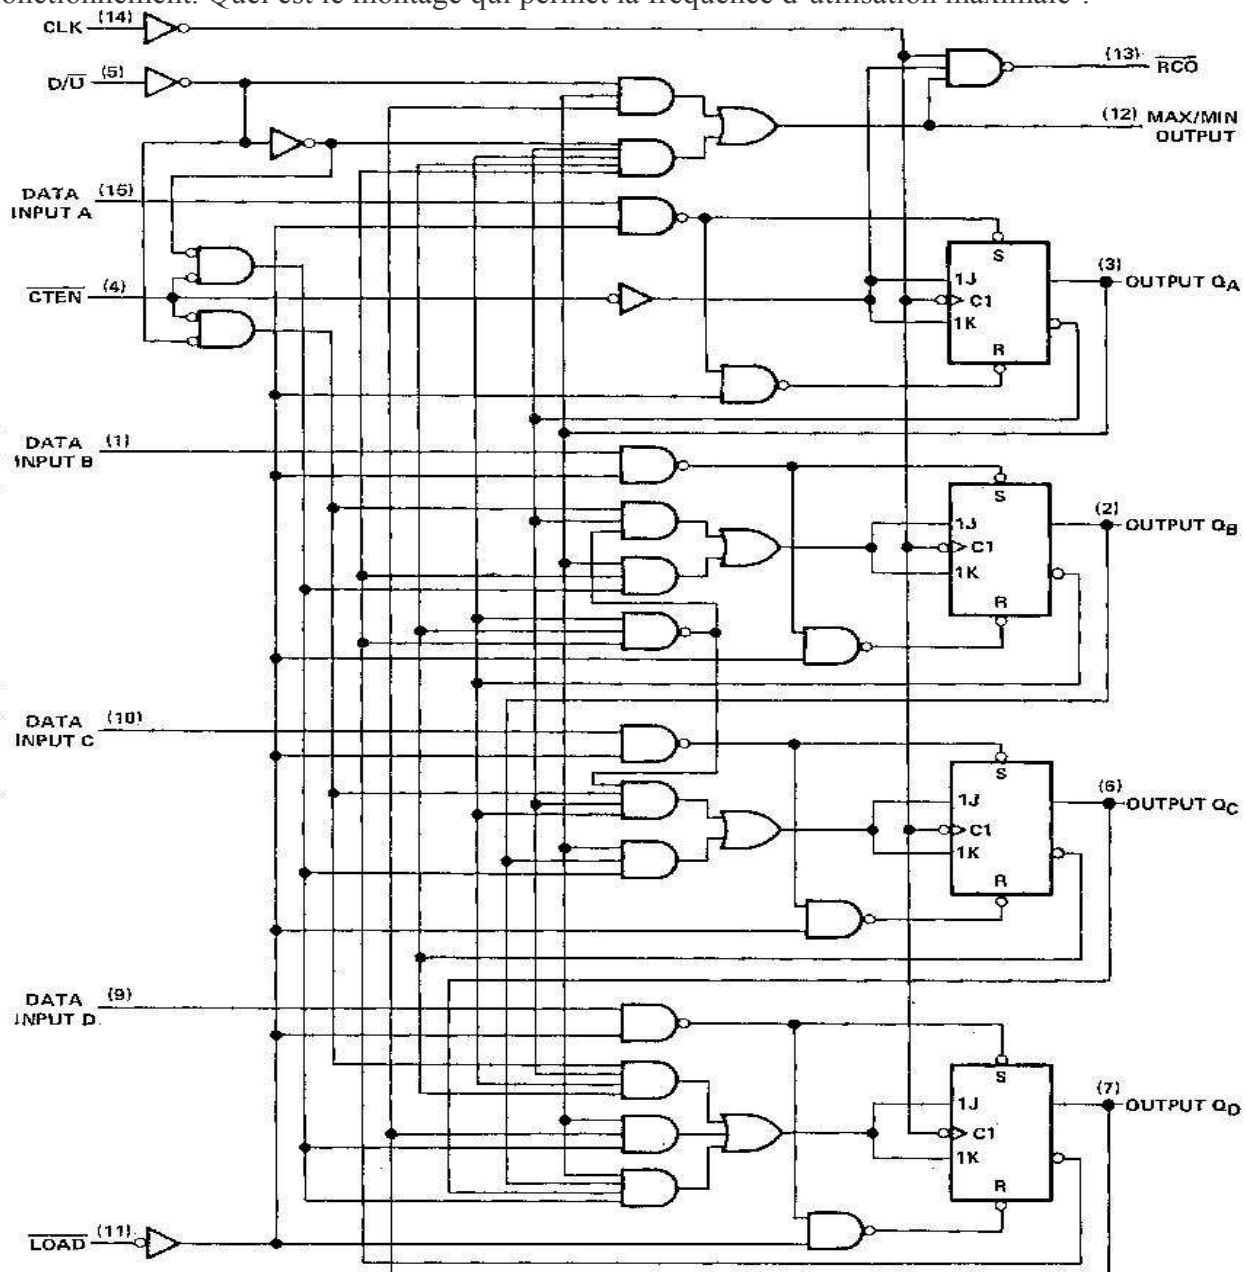 fonctionnement. Quel est le montage qui permet la fréquence d'utilisation maximale ?
CLK (14)
(13) RCO
D/U (5)
(12) MAX/MIN
OUTPUT
DATA (15)
INPUT A
S
1J
(3) OUTPUT QA
CTEN (4)
C1
1K
R
DATA (1)
INPUT B
S
1J
(2) OUTPUT QB
C1
1K
R
DATA (10)
INPUT C
S
1J
(6) OUTPUT QC
C1
1K
R
DATA (9)
INPUT D
S
1J
(7) OUTPUT QD
C1
1K
R
LOAD (11)